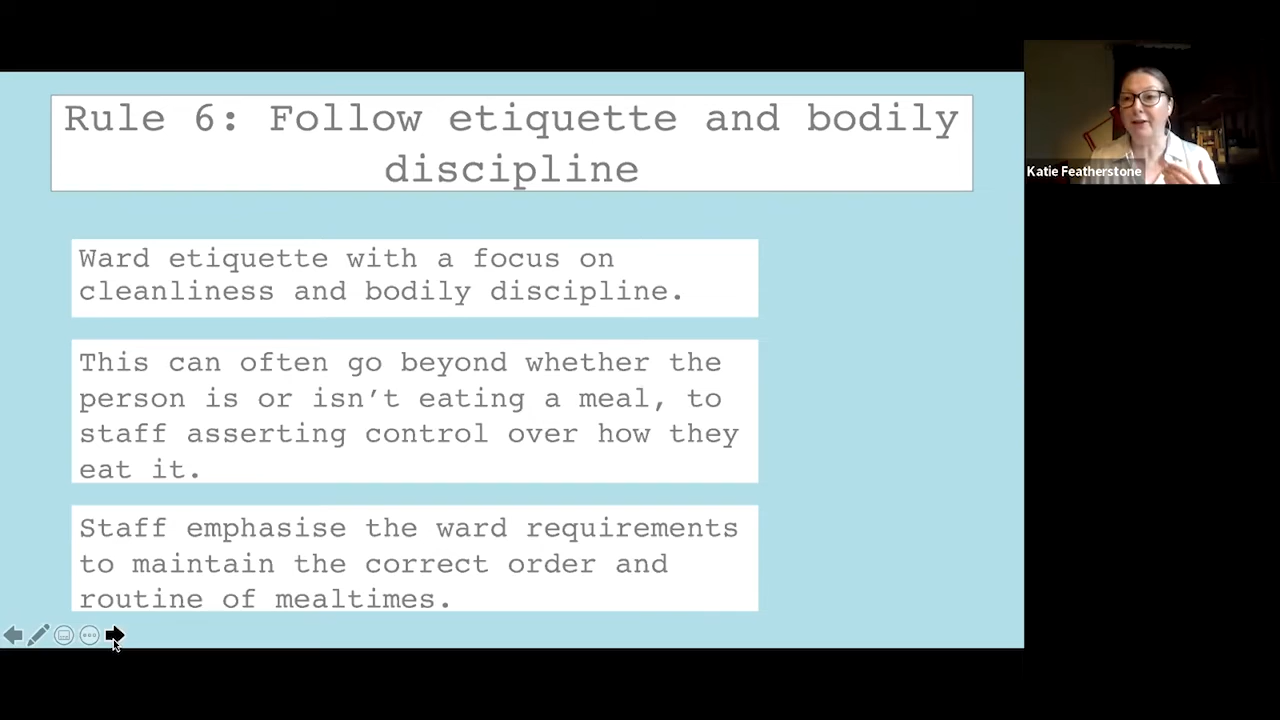 Rule 6: Follow etiquette and bodily
discipline
Katie Featherstone
Ward etiquette with a focus on
cleanliness and bodily discipline.
This can often go beyond whether the
person is or isn’t eating a meal, to
staff asserting control over how they
eat it.
Staff emphasise the ward requirements
to maintain the correct order and
routine of mealtimes.